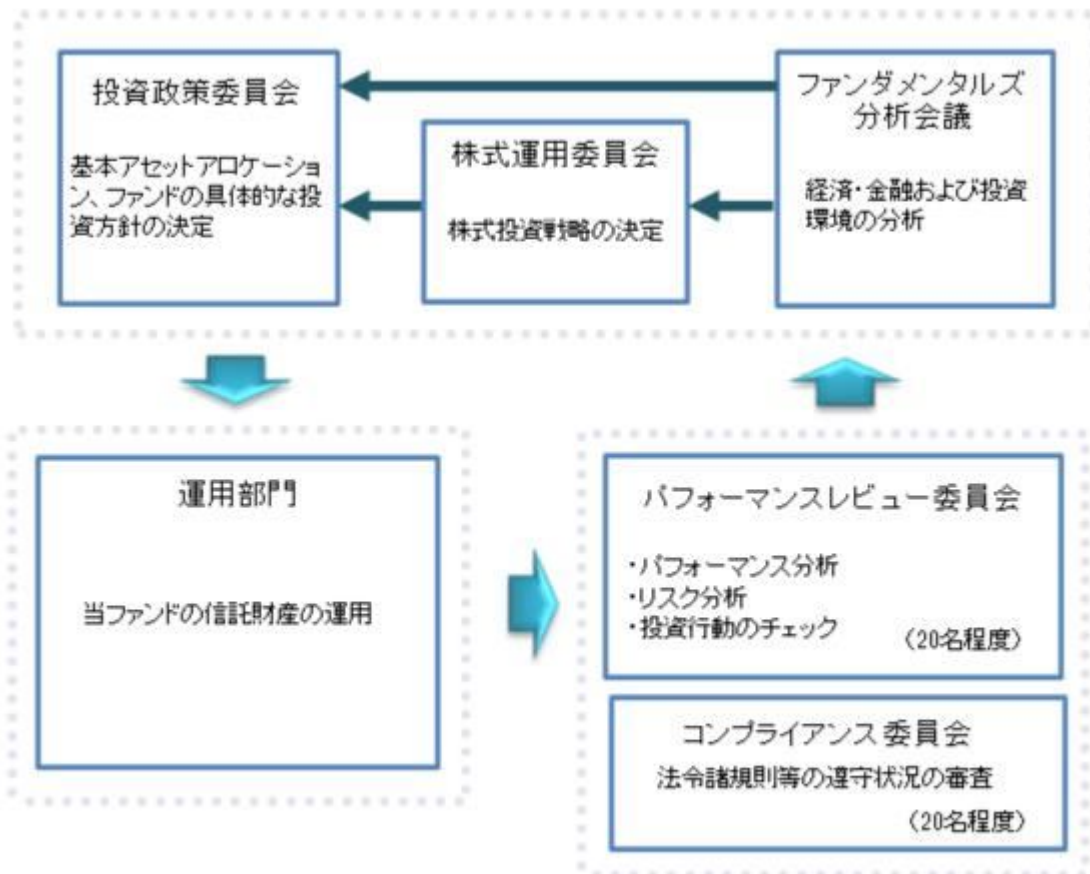 投資政策委員会
基本アセットアロケーショ
ン、ファンドの具体的な投
資方針の決定
株式運用委員会
株式投資戦略の決定
ファンダメンタルズ
分析会議
経済・金融および投資
環境の分析
運用部門
当ファンドの信託財産の運用
パフォーマンスレビュー委員会
・パフォーマンス分析
・リスク分析
・投資行動のチェック
（20名程度）
コンプライアンス委員会
法令諸規則等の遵守状況の審査
（20名程度）